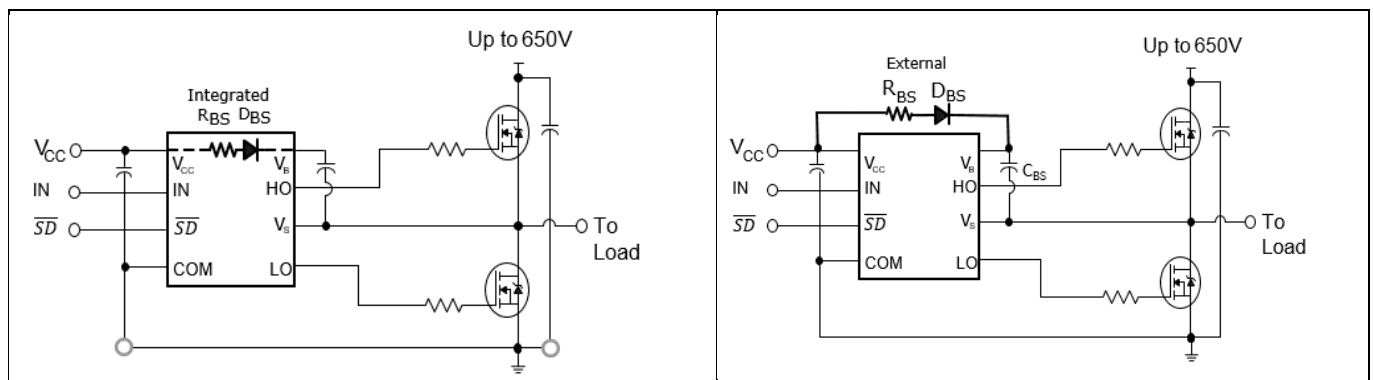 Up to 650V
Integrated
RBS DBS
VCC
VCC
VB
IN
IN
HO
SD
SD
VS
To
Load
COM
LO
Up to 650V
External
RBS DBS
VCC
VCC
VB
CBS
IN
IN
HO
SD
SD
VS
To
Load
COM
LO